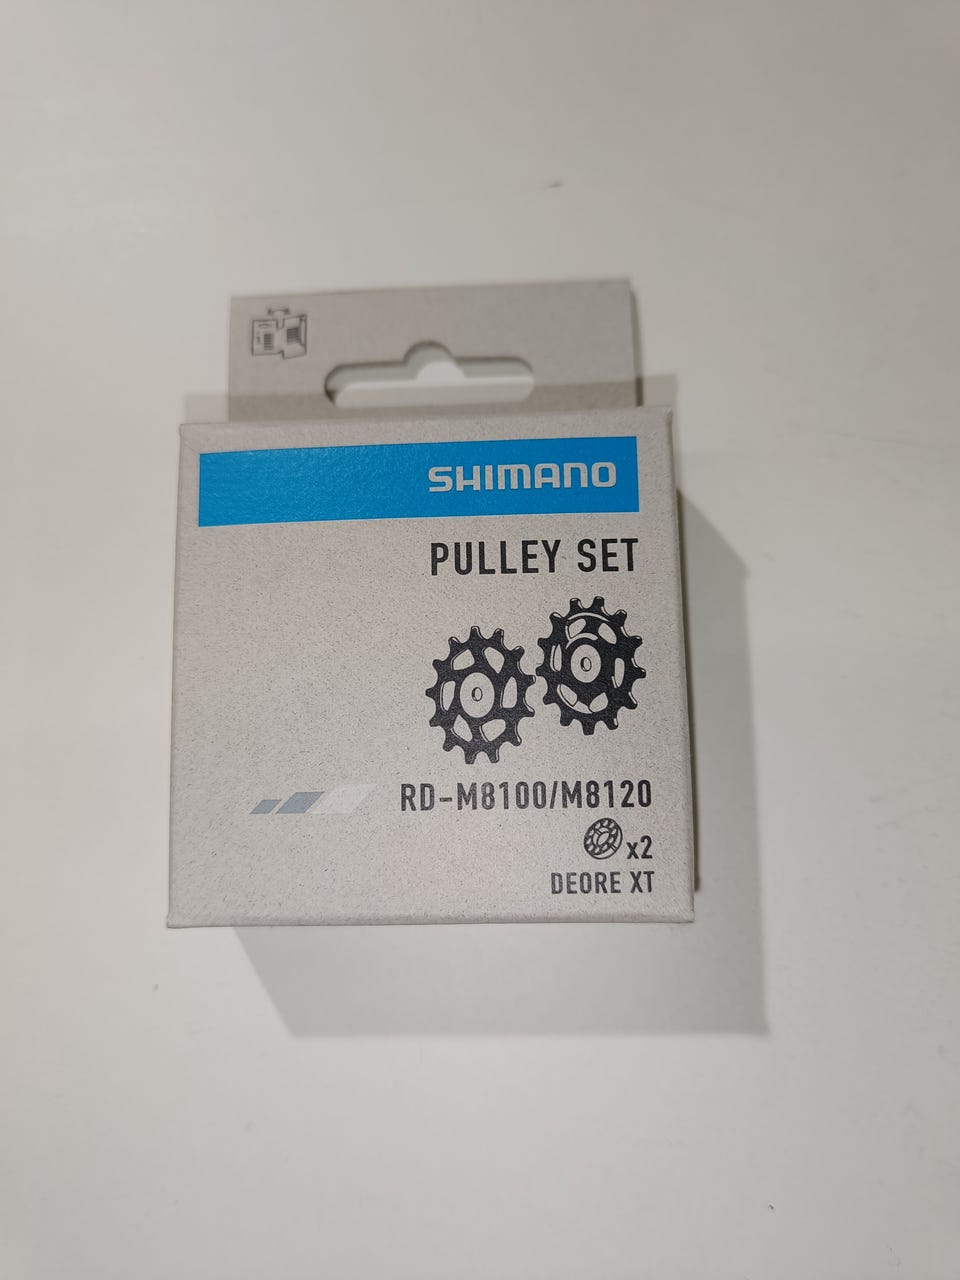 SHIMANO
PULLEY SET
RD-M8100/M8120
x2
DEORE XT